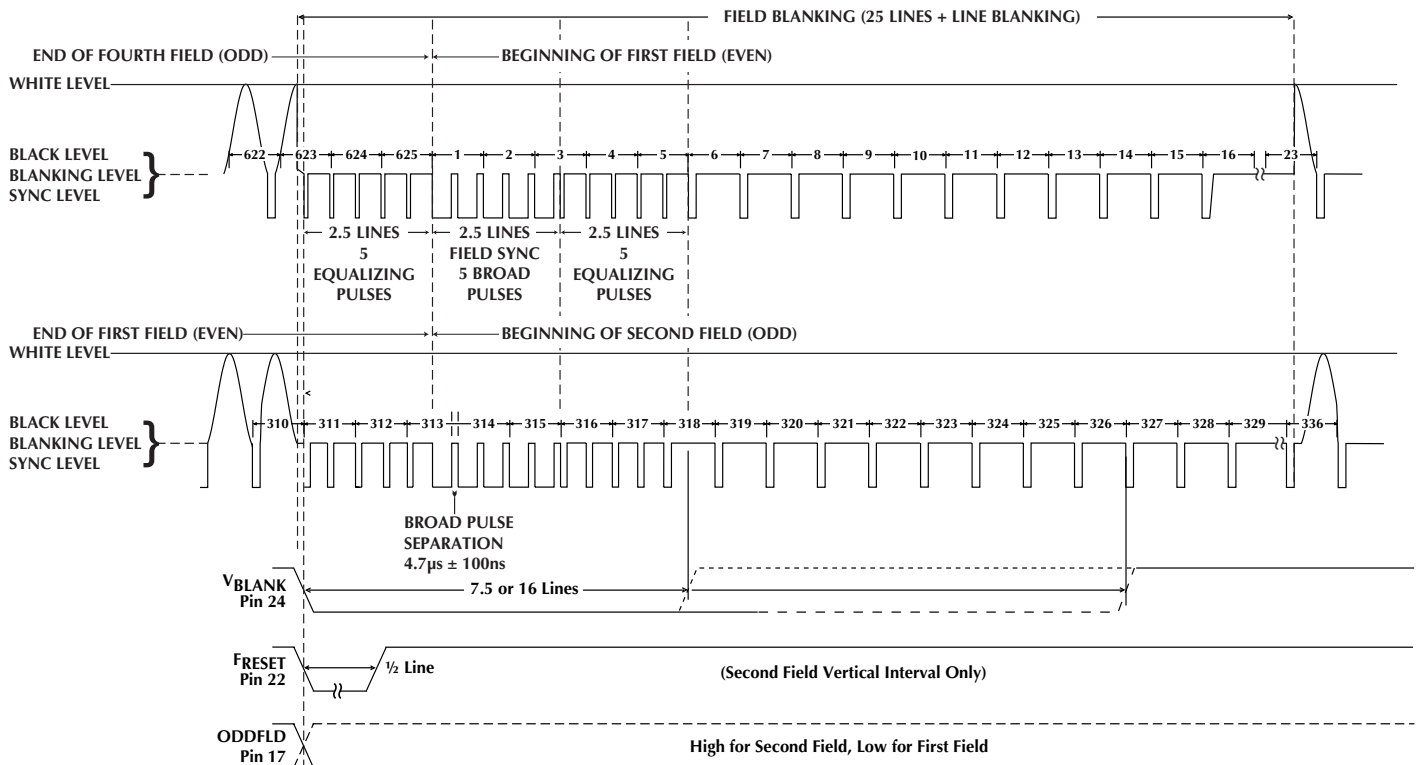 FIELD BLANKING (25 LINES + LINE BLANKING)
END OF FOURTH FIELD (ODD)
BEGINNING OF FIRST FIELD (EVEN)
WHITE LEVEL
BLACK LEVEL
BLANKING LEVEL
SYNC LEVEL
622 623 624 625 1 2 3 4 5 6 7 8 9 10 11 12 13 14 15 16 23
2.5 LINES
5
EQUALIZING
PULSES
2.5 LINES
FIELD SYNC
5 BROAD
PULSES
2.5 LINES
5
EQUALIZING
PULSES
END OF FIRST FIELD (EVEN)
BEGINNING OF SECOND FIELD (ODD)
WHITE LEVEL
BLACK LEVEL
BLANKING LEVEL
SYNC LEVEL
310 311 312 313 314 315 316 317 318 319 320 321 322 323 324 325 326 327 328 329 336
BROAD PULSE
SEPARATION
4.7µs ± 100ns
VBLANK
Pin 24
7.5 or 16 Lines
FRESET
Pin 22
½ Line
(Second Field Vertical Interval Only)
ODDFLD
Pin 17
High for Second Field, Low for First Field